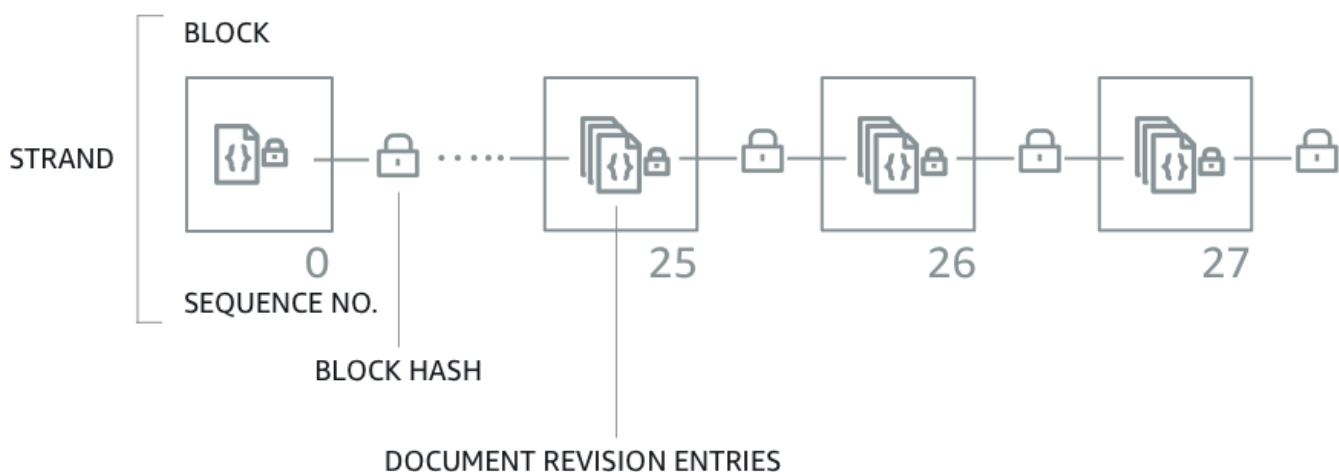 BLOCK
STRAND
{}
{}
{}
{}
0
25
26
27
SEQUENCE NO.
BLOCK HASH
DOCUMENT REVISION ENTRIES